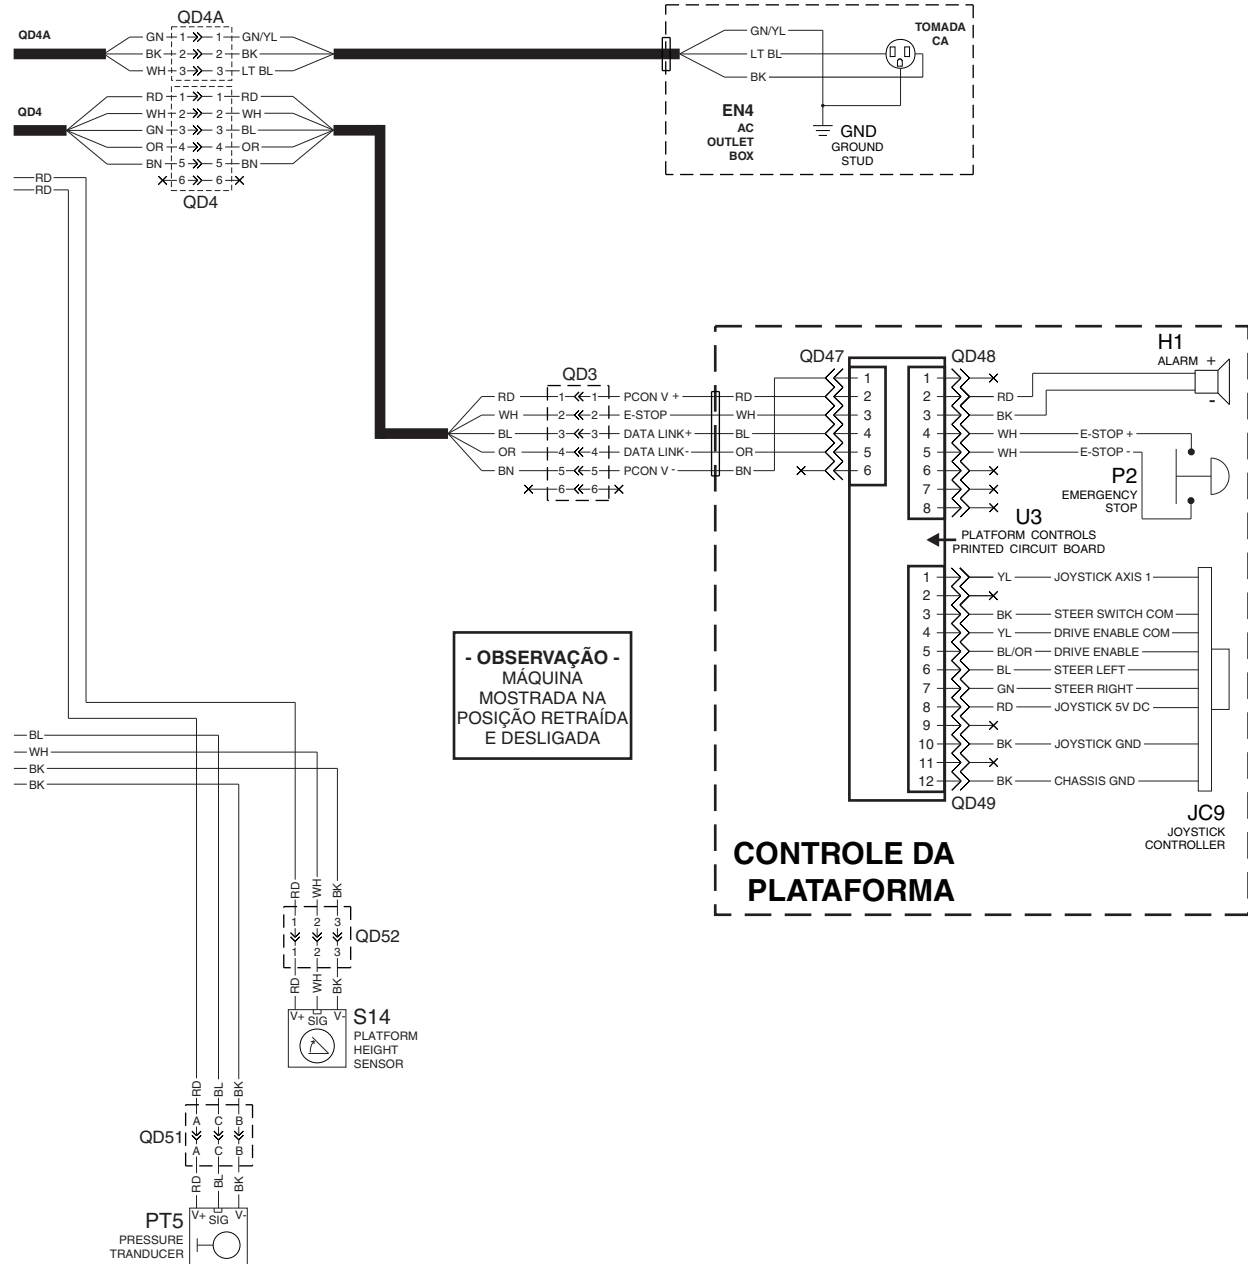 QD4A
QD4A
GN 1 1 GN/YL
BK 2 2 BK
WH 3 3 LT BL
QD4
RD 1 1 RD
WH 2 2 WH
GN 3 3 BL
OR 4 4 OR
BN 5 5 BN
6 6
QD4
RD
RD
GN/YL
LT BL
BK
TOMADA
CA
EN4
AC
OUTLET
BOX
GND
GROUND
STUD
QD3
RD 1 1 PCON V + RD
WH 2 2 E-STOP WH
BL 3 3 DATA LINK+ BL
OR 4 4 DATA LINK- OR
BN 5 5 PCON V - BN
6 6
QD47
1
2
3
4
5
6
QD48
1
2 RD
3 BK
4 WH E-STOP +
5 WH E-STOP -
6
7
8
H1
ALARM +
-
P2
EMERGENCY
STOP
U3
PLATFORM CONTROLS
PRINTED CIRCUIT BOARD
1 YL JOYSTICK AXIS 1
2
3 BK STEER SWITCH COM
4 YL DRIVE ENABLE COM
5 BL/OR DRIVE ENABLE
6 BL STEER LEFT
7 GN STEER RIGHT
8 RD JOYSTICK 5V DC
9
10 BK JOYSTICK GND
11
12 BK CHASSIS GND
QD49
JC9
JOYSTICK
CONTROLLER
CONTROLE DA
PLATAFORMA
- OBSERVAÇÃO -
MÁQUINA
MOSTRADA NA
POSIÇÃO RETRAÍDA
E DESLIGADA
BL
WH
BK
BK
RD WH BK
1 2 3
1 2 3
QD52
RD WH BK
V+ SIG V-
S14
PLATFORM
HEIGHT
SENSOR
RD BL BK
A C B
A C B
QD51
RD BL BK
V+ SIG V-
PT5
PRESSURE
TRANDUCER